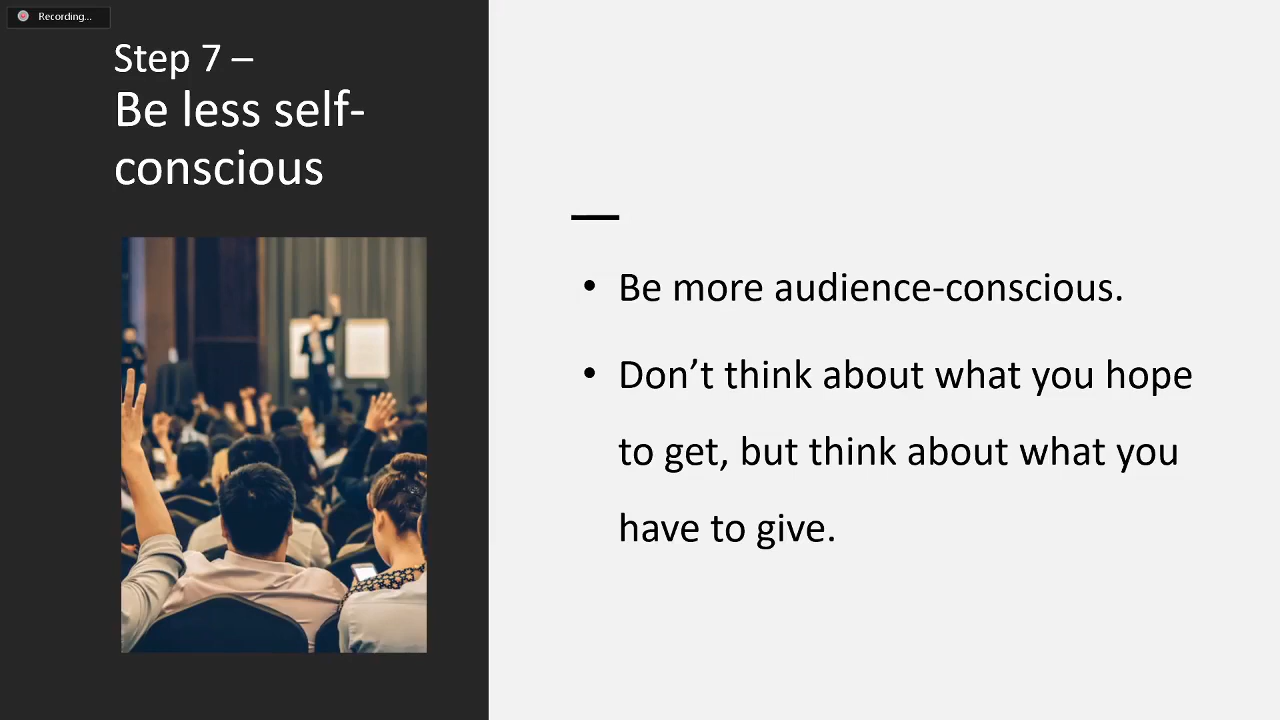 Recording...
Step 7 –
Be less self-
conscious
• Be more audience-conscious.
• Don’t think about what you hope
to get, but think about what you
have to give.